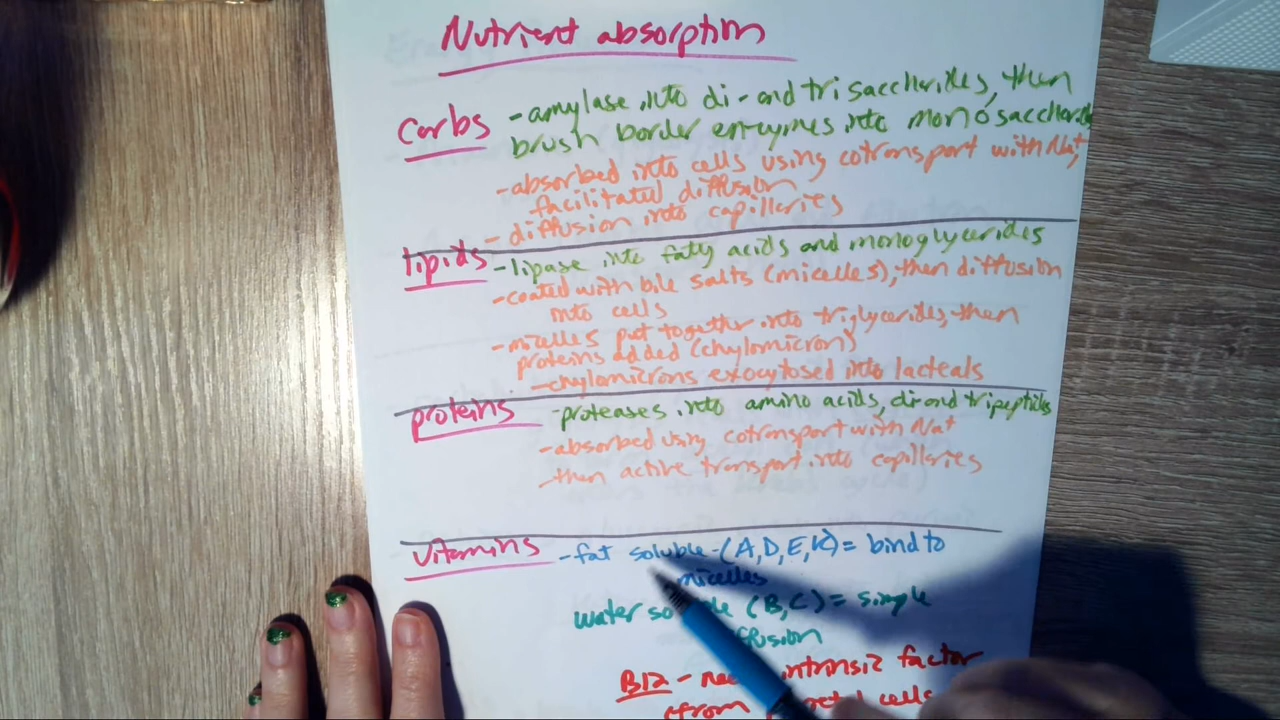 Nutrient absorption
Carbs - amylase into di- and trisaccharides, then
brush border enzymes into monosaccharides
- absorbed into cells using cotransport with Na+,
facilitated diffusion
- diffusion into capillaries
lipids - lipase into fatty acids and monoglycerides
- coated with bile salts (micelles), then diffusion
into cells
- micelles put together into triglycerides, then
proteins added (chylomicron)
- chylomicrons exocytosed into lacteals
proteins - proteases into amino acids, di and tripeptides
- absorbed using cotransport with Na+
- then active transport into capillaries
vitamins - fat soluble - (A,D,E,K) = bind to
micelles
water soluble (B,C) = simple
diffusion
B12 - intrinsic factor
from cells